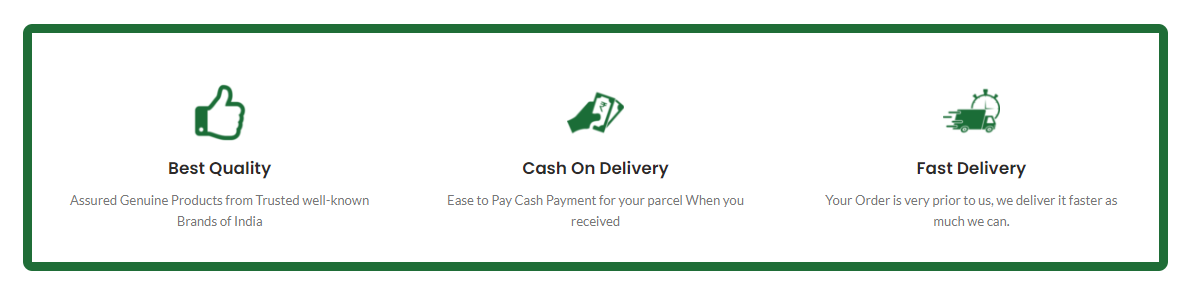 Best Quality
Assured Genuine Products from Trusted well-known
Brands of India
Cash On Delivery
Ease to Pay Cash Payment for your parcel When you
received
Fast Delivery
Your Order is very prior to us, we deliver it faster as
much we can.